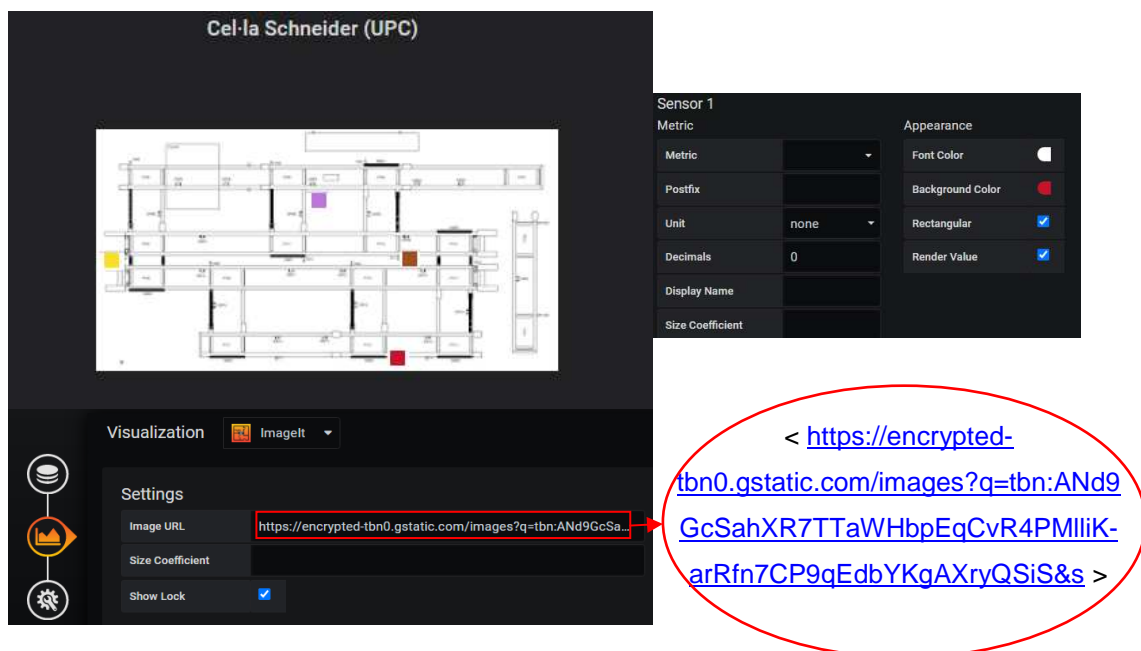 Cel·la Schneider (UPC)
Sensor 1
Metric
Appearance
Metric
Font Color
Postfix
Background Color
Unit
none
Rectangular
Decimals
0
Render Value
Display Name
Size Coefficient
Visualization
ImageIt
Settings
Image URL
https://encrypted-tbn0.gstatic.com/images?q=tbn:ANd9GcSa...
Size Coefficient
Show Lock
< https://encrypted-
tbn0.gstatic.com/images?q=tbn:ANd9
GcSahXR7TTaWHbpEqCvR4PMlliK-
arRfn7CP9qEdbYKgAXryQSiS&s >